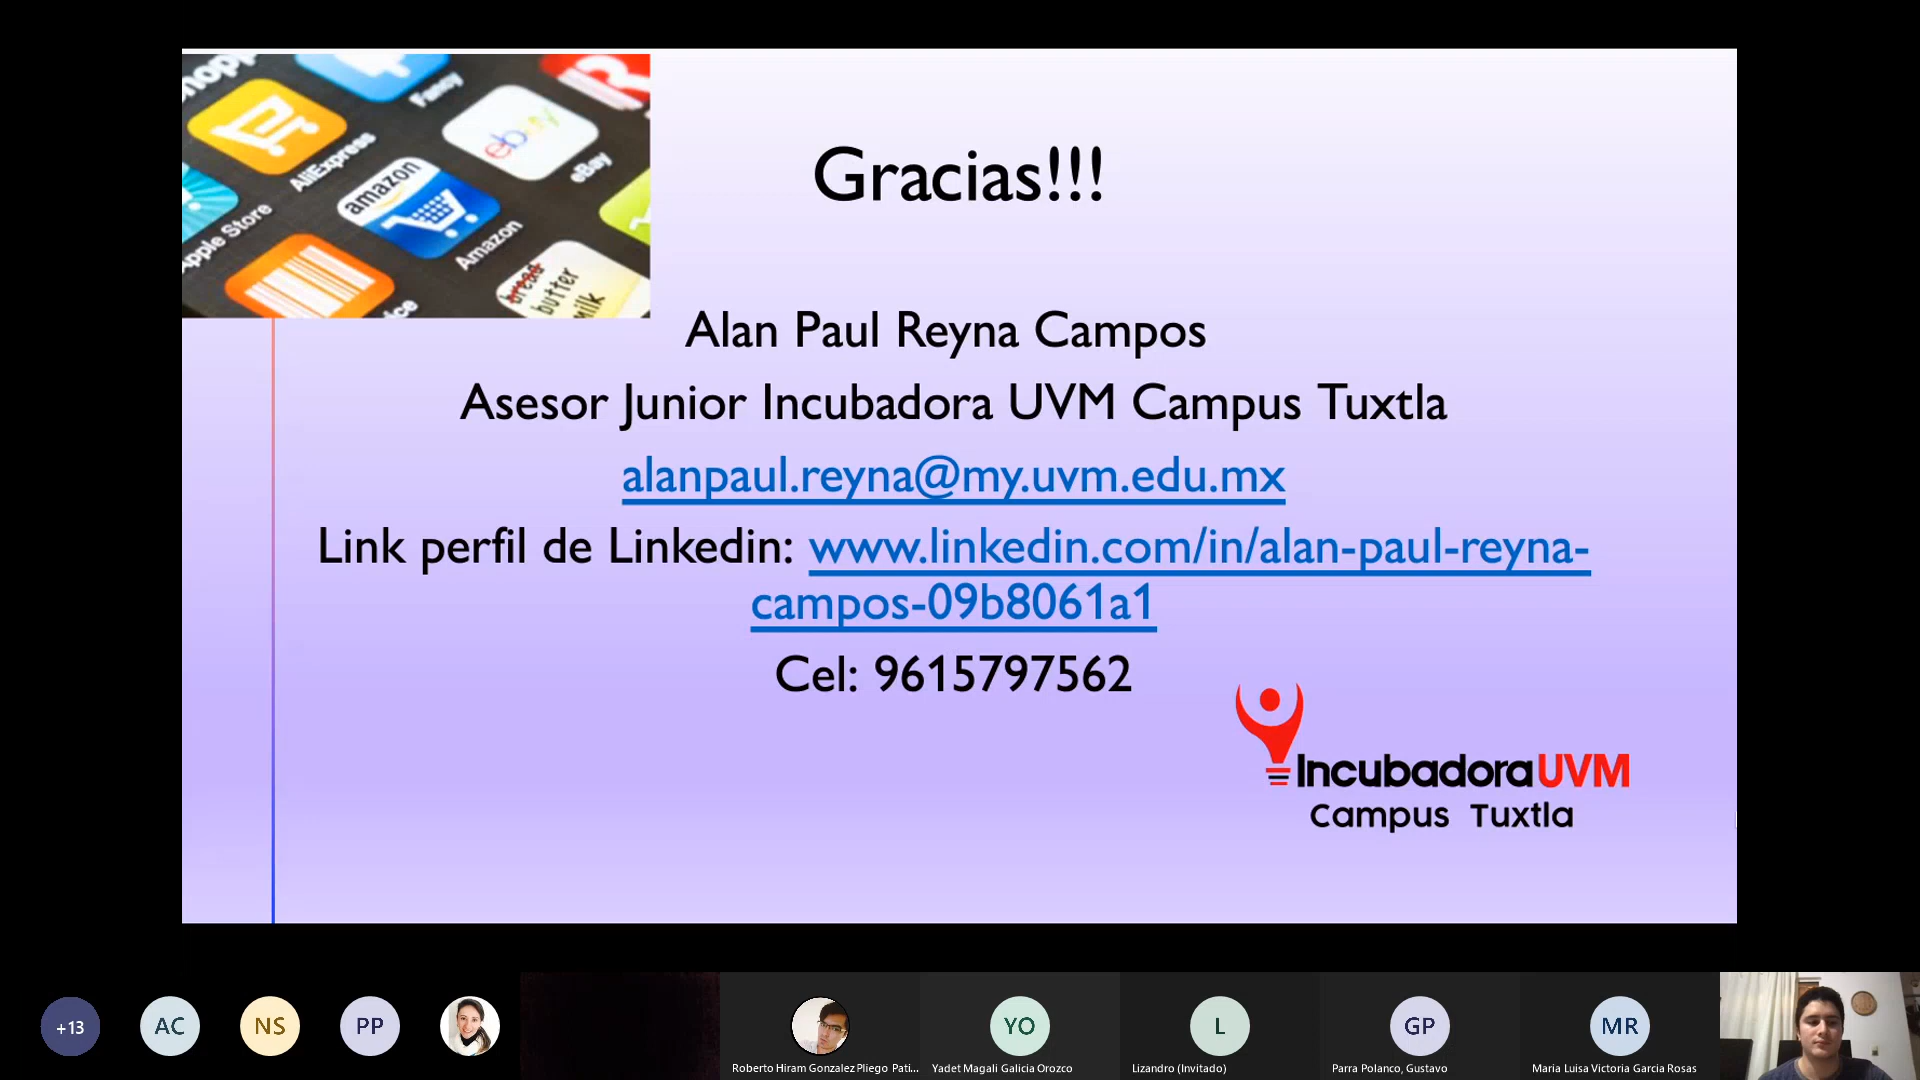 shopp
Fancy
AliExpress
ebay
eBay
Apple Store
amazon
Amazon
bread
butter
milk
Gracias!!!
Alan Paul Reyna Campos
Asesor Junior Incubadora UVM Campus Tuxtla
alanpaul.reyna@my.uvm.edu.mx
Link perfil de Linkedin: www.linkedin.com/in/alan-paul-reyna-
campos-09b8061a1
Cel: 9615797562
IncubadoraUVM
Campus Tuxtla
+13
AC
NS
PP
YO
L
GP
MR
Roberto Hiram Gonzalez Pliego Pati...
Yadet Magali Galicia Orozco
Lizandro (Invitado)
Parra Polanco, Gustavo
Maria Luisa Victoria Garcia Rosas